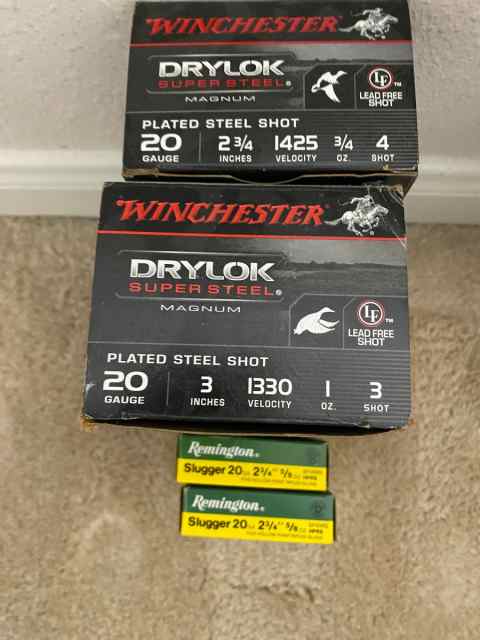 WINCHESTER
DRYLOK
SUPER STEEL®
MAGNUM
LF™
LEAD FREE
SHOT
PLATED STEEL SHOT
20 2 3/4 1425 3/4 4
GAUGE INCHES VELOCITY OZ. SHOT
WINCHESTER
DRYLOK
SUPER STEEL®
MAGNUM
LF™
LEAD FREE
SHOT
PLATED STEEL SHOT
20 3 1330 1 3
GAUGE INCHES VELOCITY OZ. SHOT
Remington
Slugger 20 2 3/4" 5/8
Remington
Slugger 20 2 3/4" 5/8